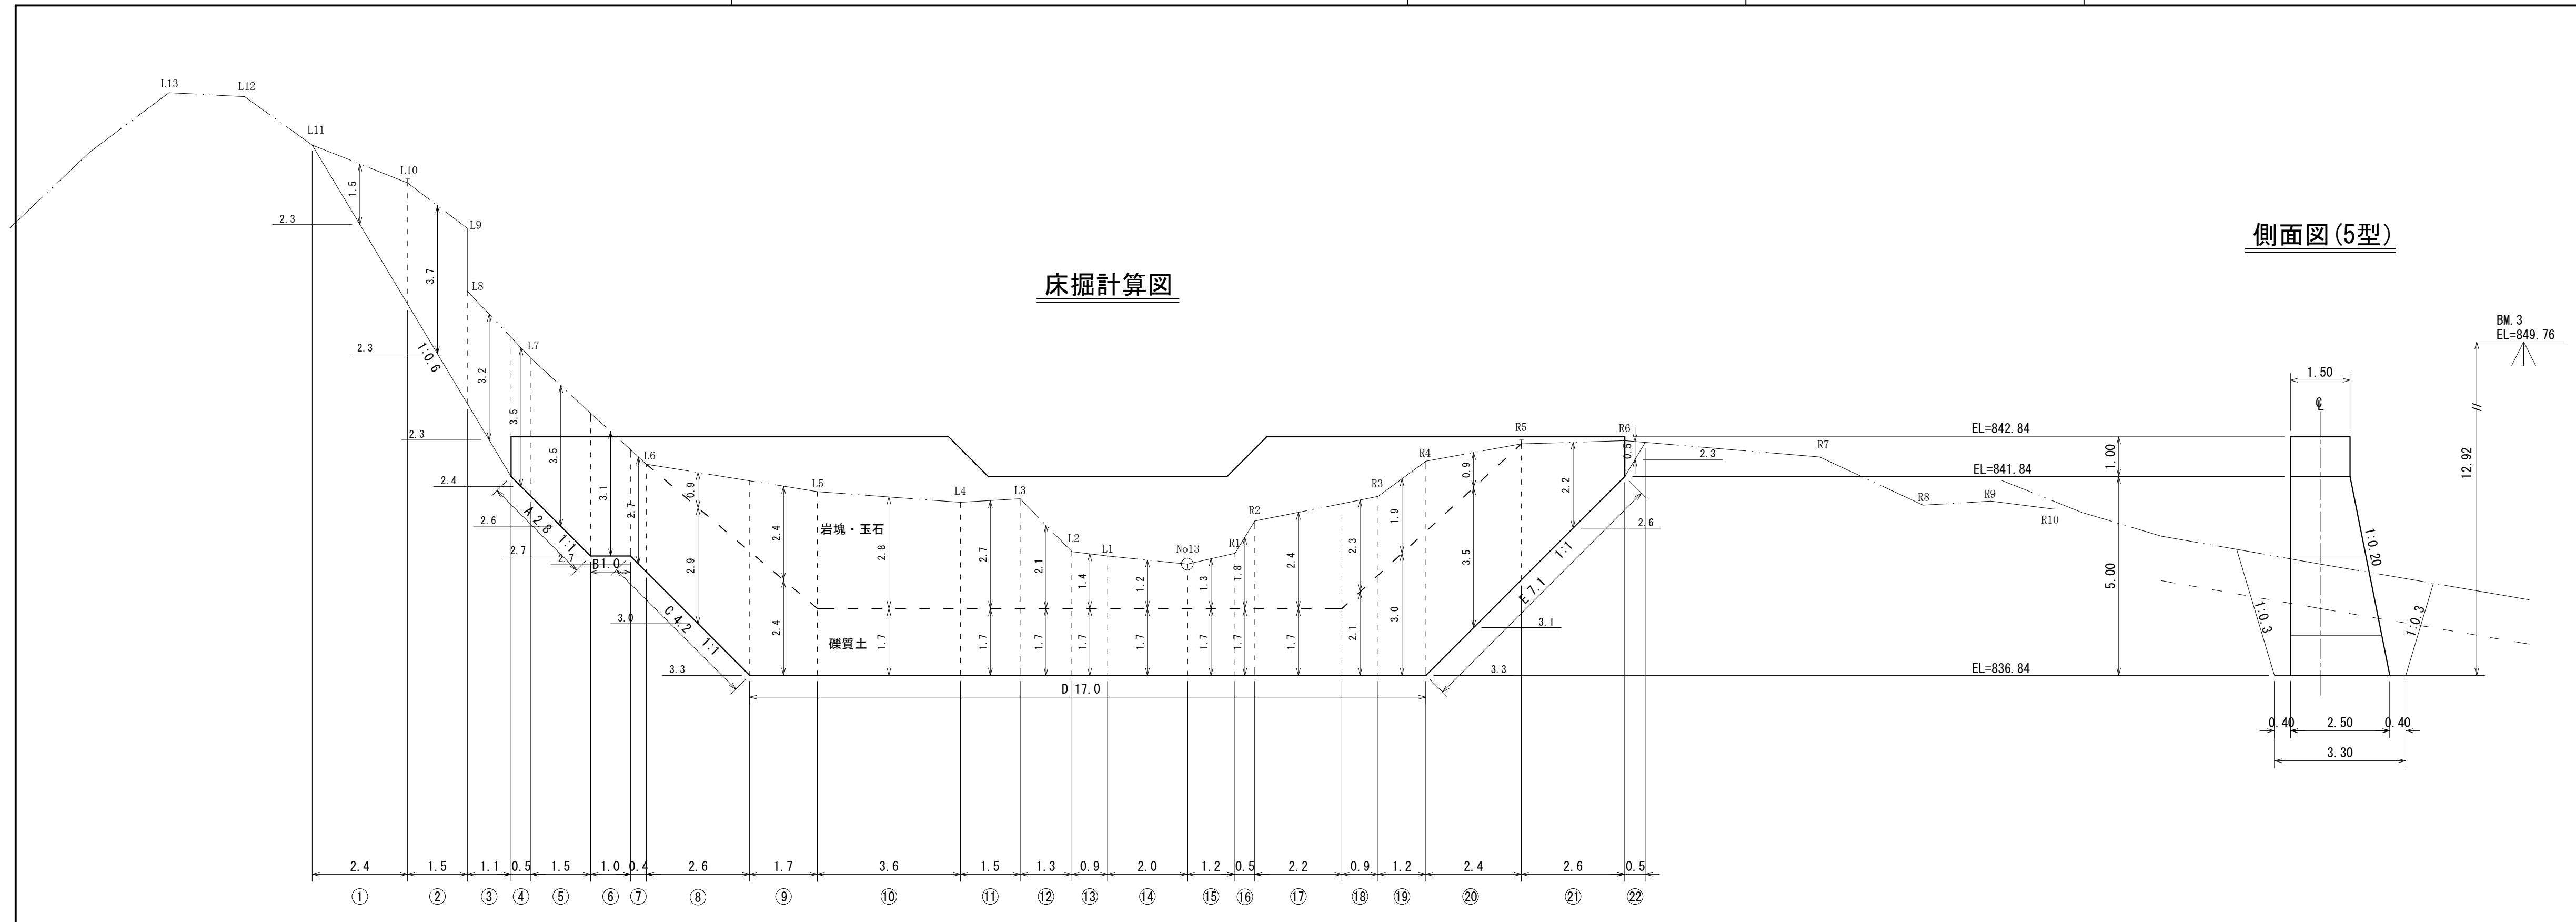 床掘計算図
側面図(5型)
L13
L12
L11
L10
L9
L8
L7
L6
L5
L4
L3
L2
L1
No13
R1
R2
R3
R4
R5
R6
R7
R8
R9
R10
1.5
3.7
3.2
3.5
3.5
3.1
2.7
0.9
2.9
2.4
2.4
2.8
1.7
2.7
1.7
2.1
1.7
1.4
1.7
1.2
1.7
1.3
1.7
1.8
1.7
2.4
1.7
2.3
2.1
1.9
3.0
0.9
3.5
2.2
0.5
2.3
2.3
2.3
2.4
2.6
2.7
2.7
3.0
3.3
2.3
2.6
3.1
3.3
1:0.6
A 2.8 1:1
B1.0
C 4.2 1:1
D 17.0
E 7.1 1:1
岩塊・玉石
礫質土
2.4 1.5 1.1 0.5 1.5 1.0 0.4 2.6 1.7 3.6 1.5 1.3 0.9 2.0 1.2 0.5 2.2 0.9 1.2 2.4 2.6 0.5
① ② ③ ④ ⑤ ⑥ ⑦ ⑧ ⑨ ⑩ ⑪ ⑫ ⑬ ⑭ ⑮ ⑯ ⑰ ⑱ ⑲ ⑳ ㉑ ㉒
EL=842.84
EL=841.84
EL=836.84
BM.3
EL=849.76
1.50
℄
1.00
5.00
12.92
1:0.20
1:0.3
1:0.3
0.40 2.50 0.40
3.30